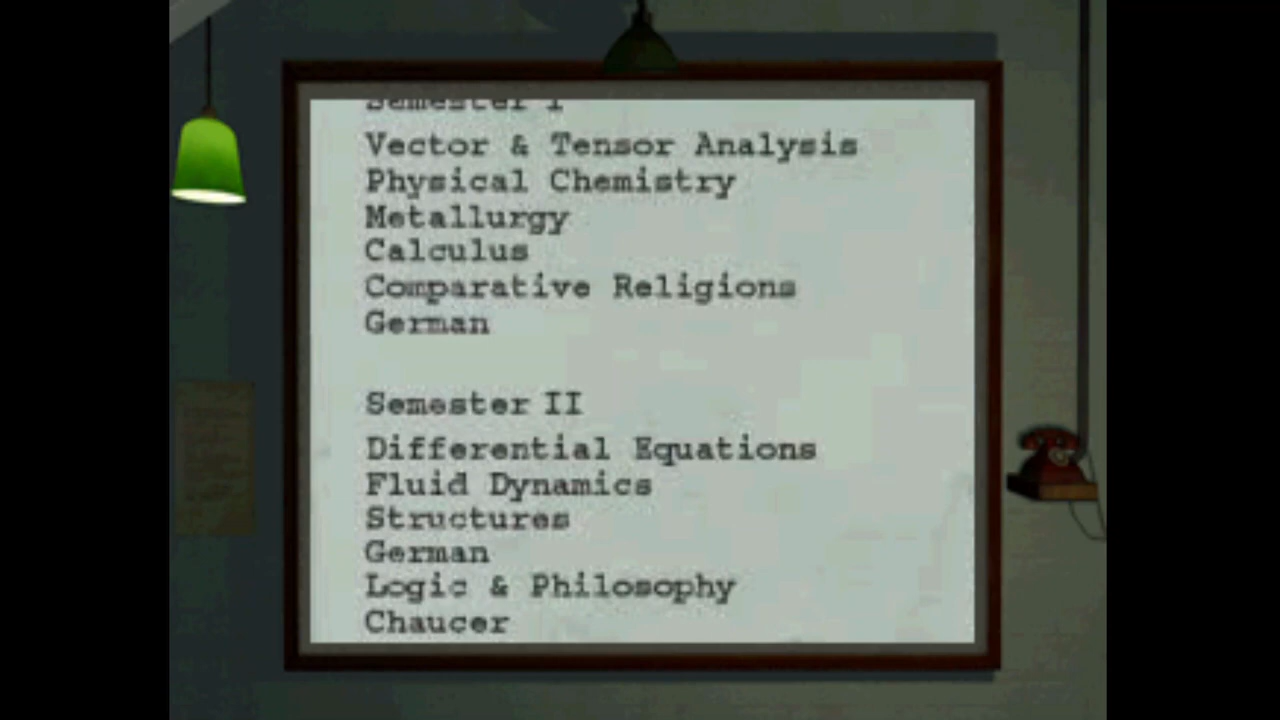 Semester I
Vector & Tensor Analysis
Physical Chemistry
Metallurgy
Calculus
Comparative Religions
German
Semester II
Differential Equations
Fluid Dynamics
Structures
German
Logic & Philosophy
Chaucer